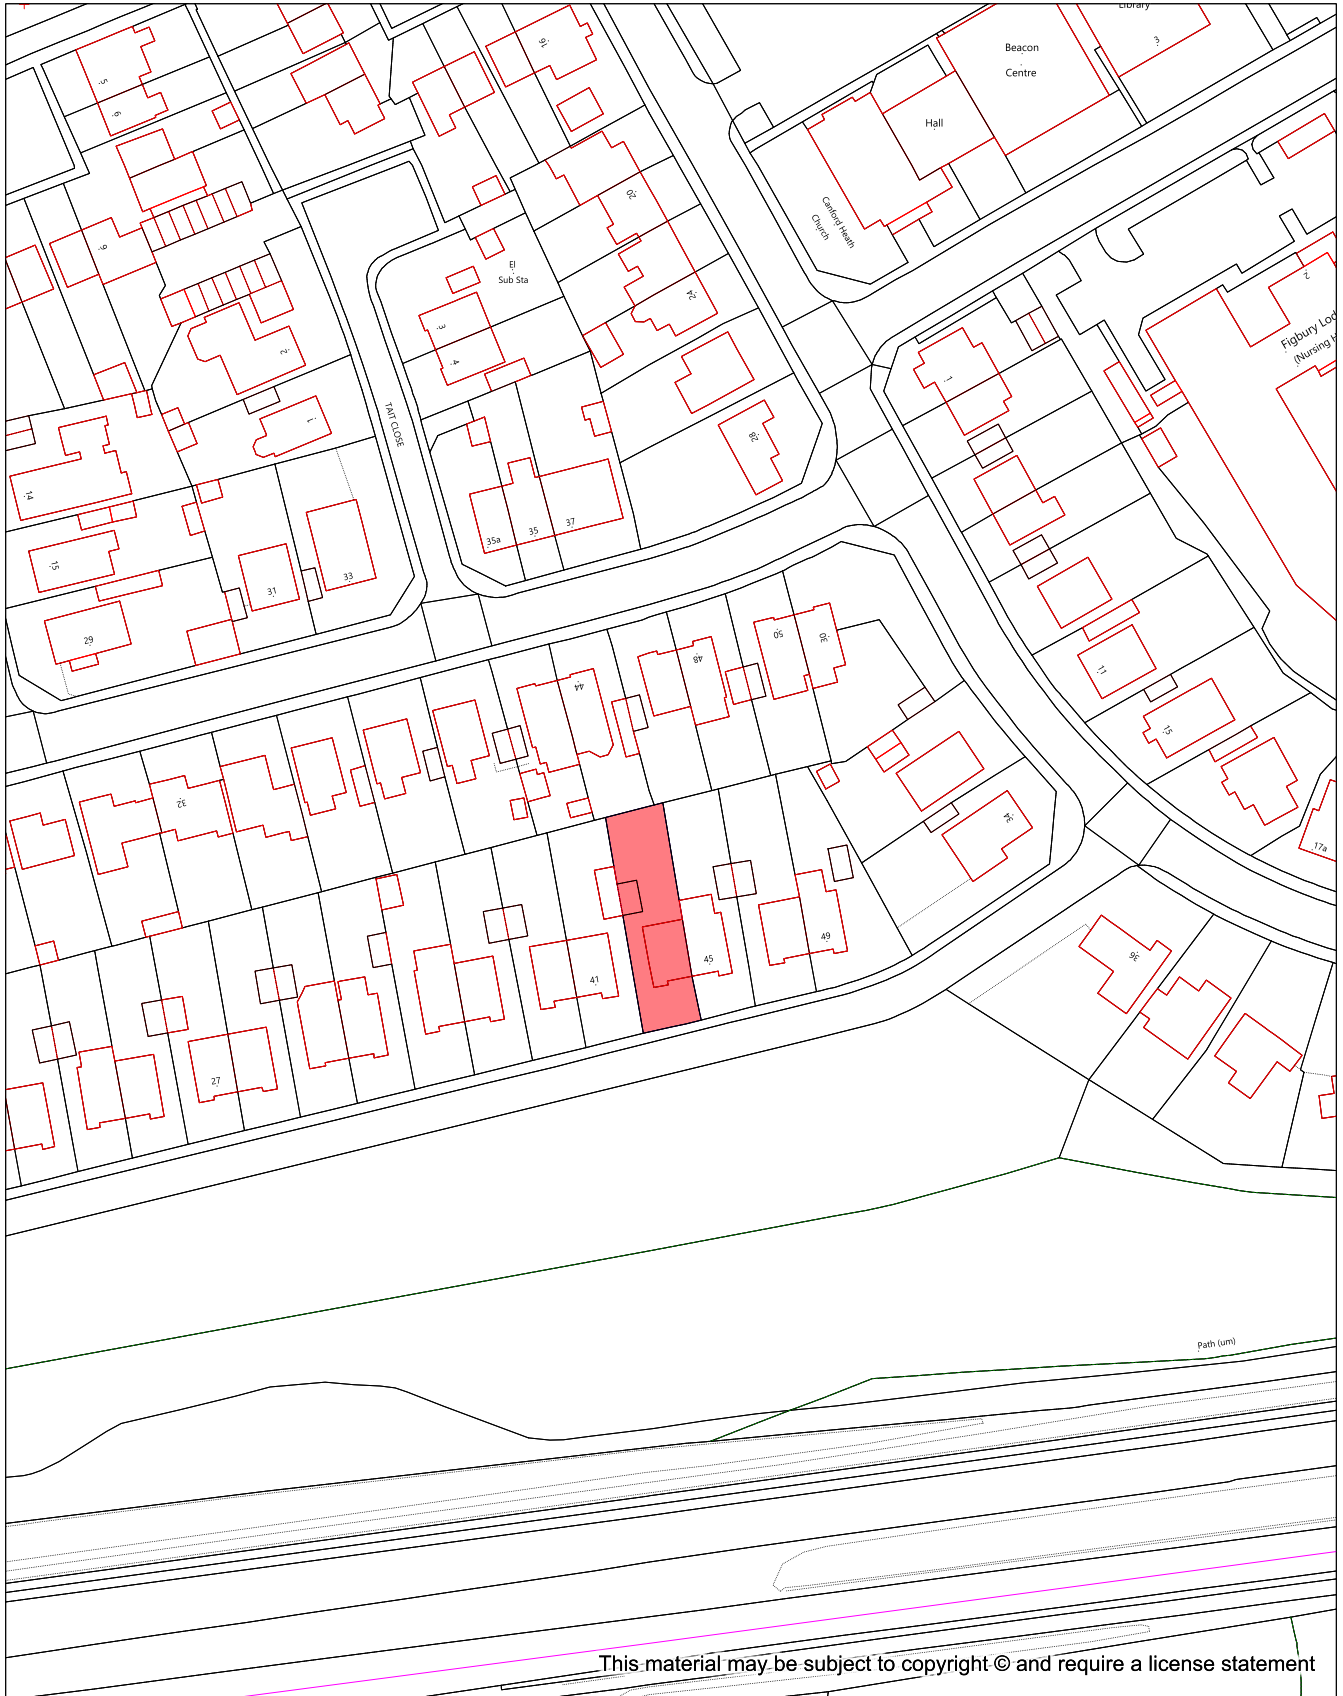 Library
3
Beacon
Centre
Hall
16
5
6
20
Canford Heath
Church
9
El
Sub Sta
24
2
Figbury Lod
(Nursing H
3
4
2
1
1
TAIT CLOSE
28
14
35a
35
37
15
31
33
29
50
30
48
44
11
15
32
34
17a
49
45
41
36
27
Path (um)
This material may be subject to copyright © and require a license statement